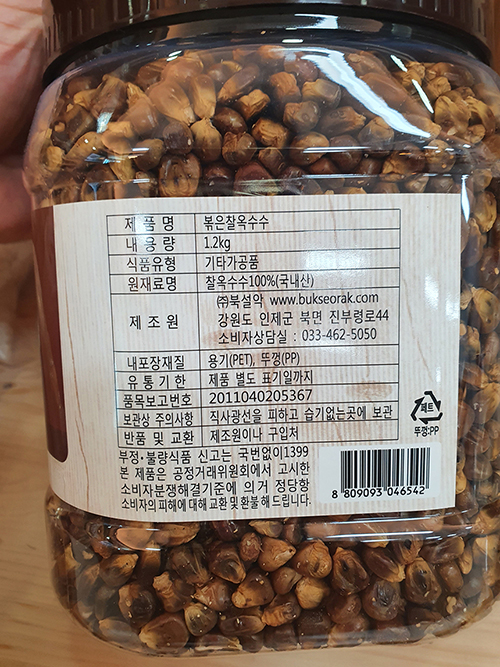 제 품 명 볶은찰옥수수
내 용 량 1.2kg
식품유형 기타가공품
원재료명 찰옥수수100%(국내산)
제 조 원 ㈜북설악 www.bukseorak.com
강원도 인제군 북면 진부령로44
소비자상담실 : 033-462-5050
내포장재질 용기(PET), 뚜껑(PP)
유 통 기 한 제품 별도 표기일까지
품목보고번호 2011040205367
보관상 주의사항 직사광선을 피하고 습기없는곳에 보관
반품 및 교환 제조원이나 구입처
부정·불량식품 신고는 국번없이1399
본 제품은 공정거래위원회에서 고시한
소비자분쟁해결기준에 의거 정당항
소비자의 피해에 대해 교환 및 환불해 드립니다.
페트
뚜껑:PP
8 809093 046542